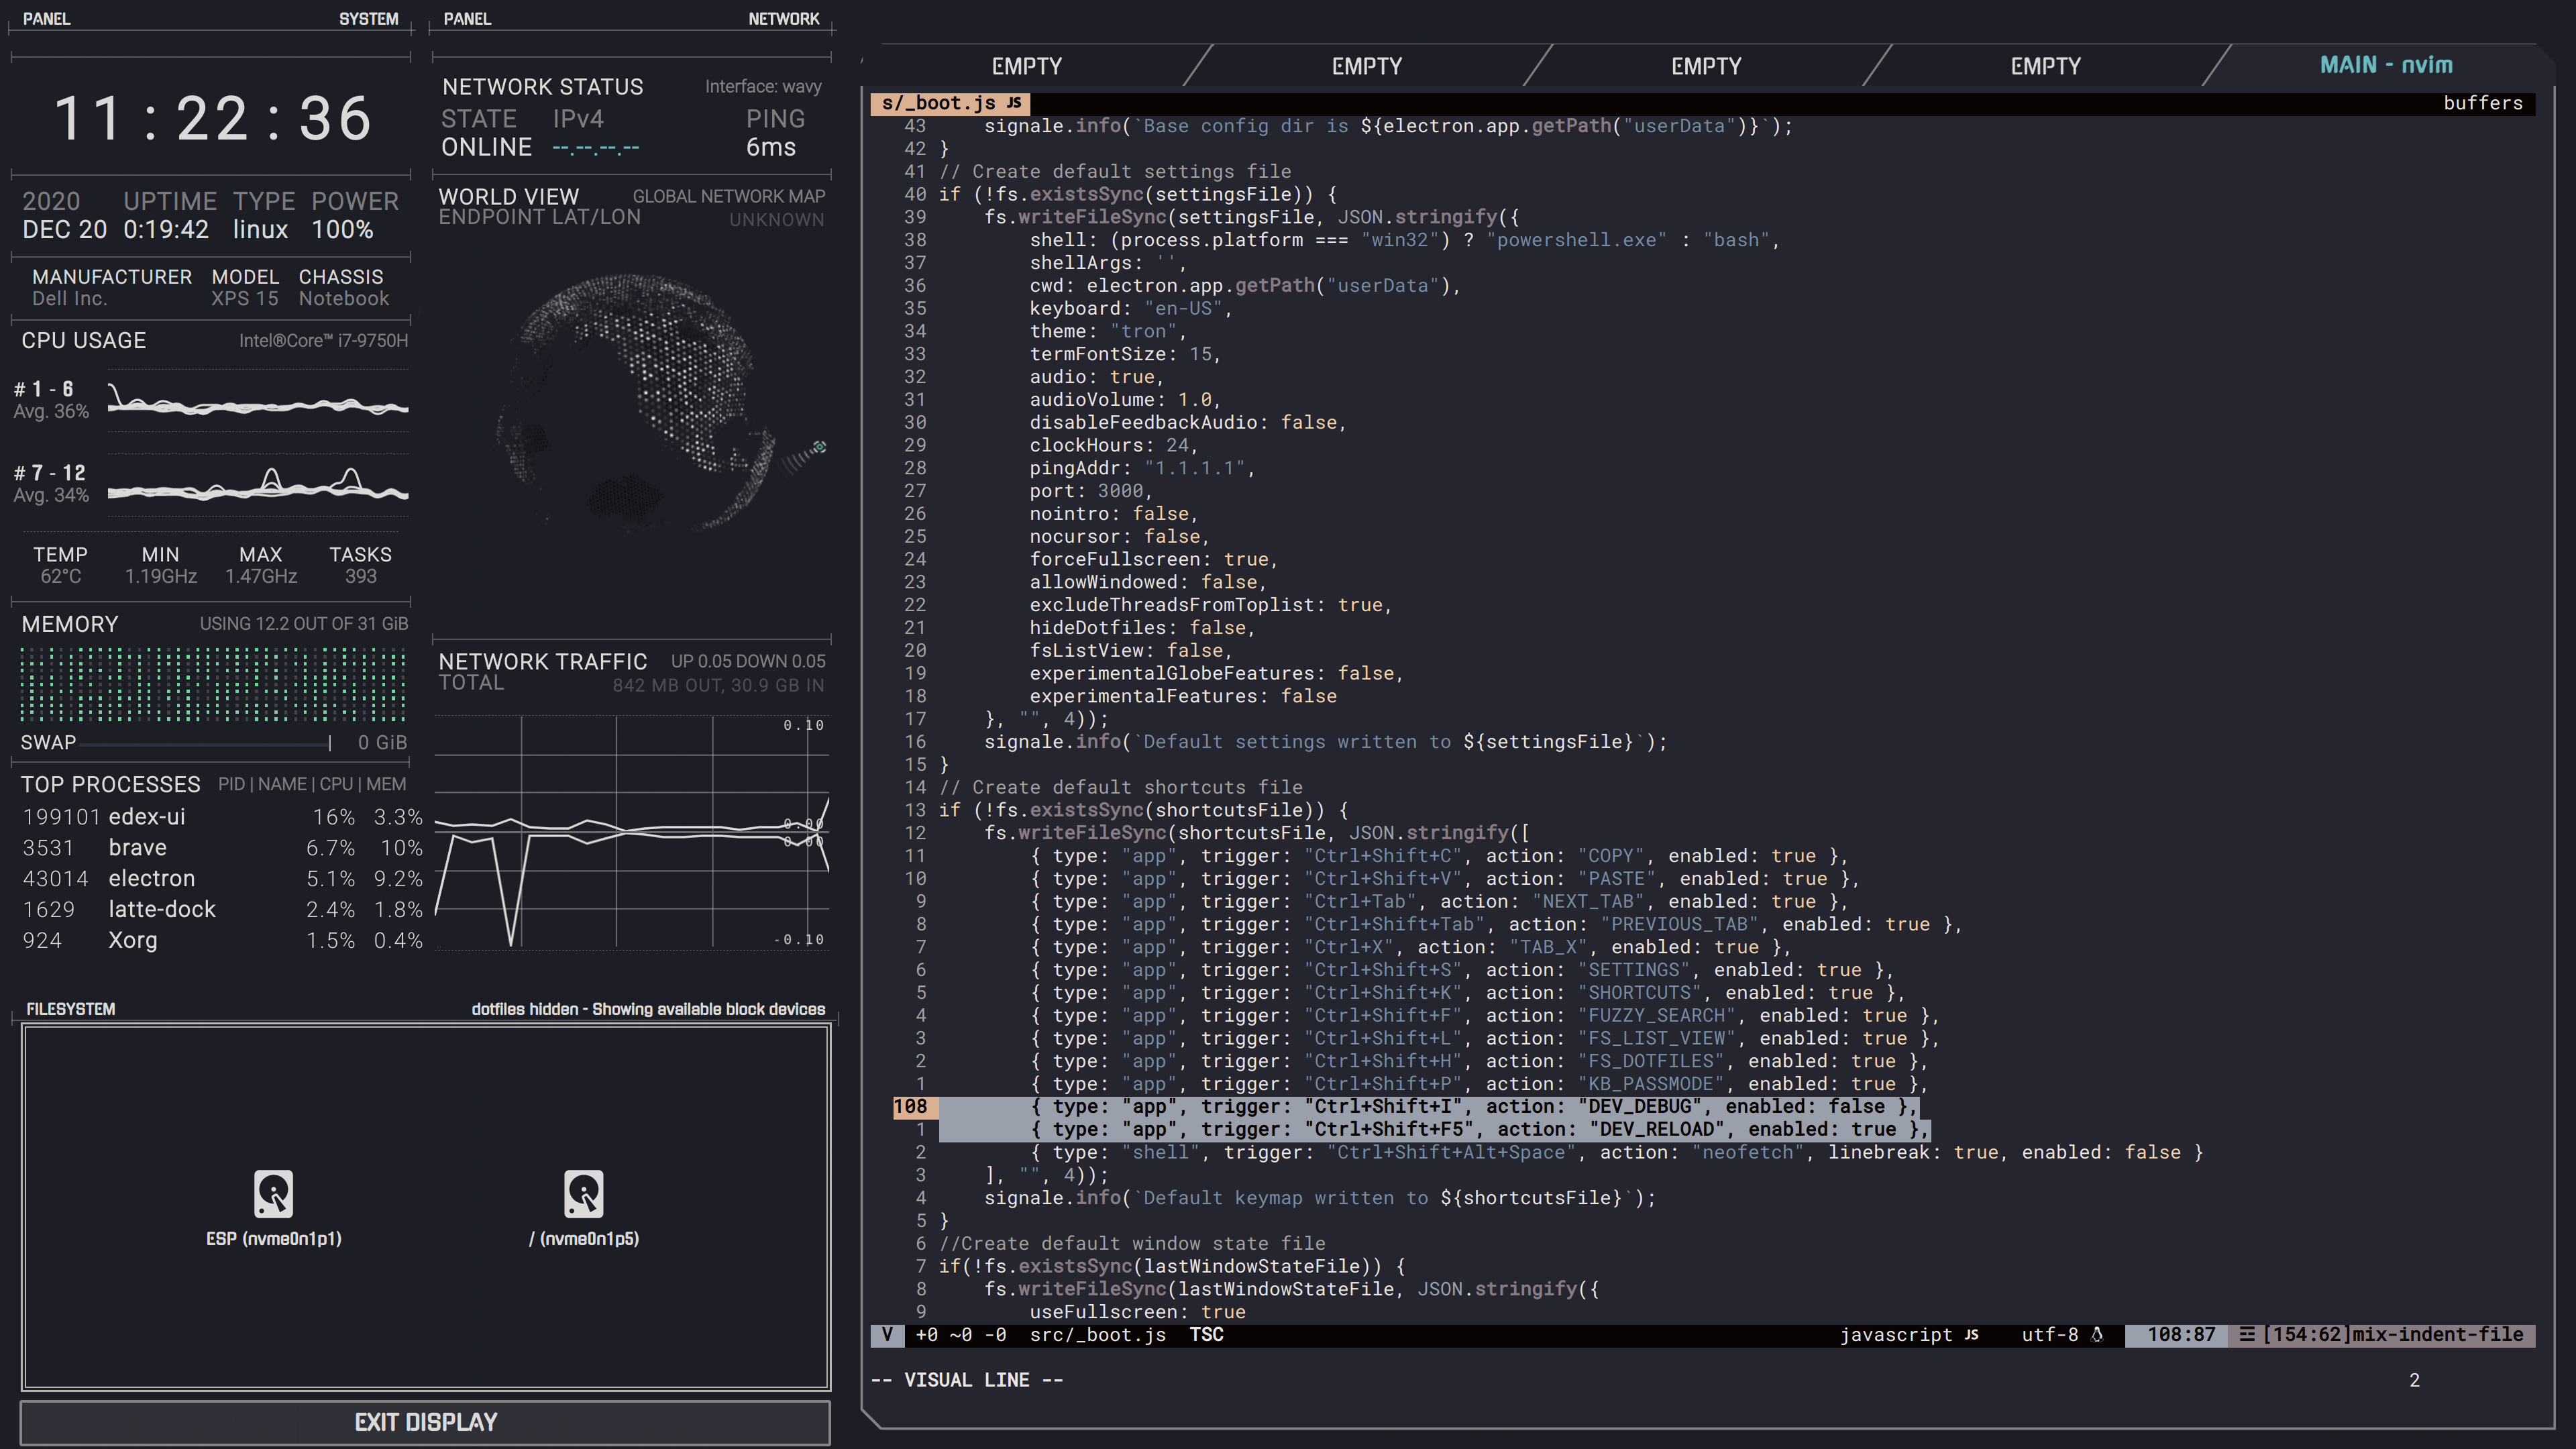 PANEL SYSTEM
11 : 22 : 36
2020 UPTIME TYPE POWER
DEC 20 0:19:42 linux 100%
MANUFACTURER MODEL CHASSIS
Dell Inc. XPS 15 Notebook
CPU USAGE Intel®Core™ i7-9750H
# 1 - 6
Avg. 36%
# 7 - 12
Avg. 34%
TEMP MIN MAX TASKS
62°C 1.19GHz 1.47GHz 393
MEMORY USING 12.2 OUT OF 31 GiB
SWAP 0 GiB
TOP PROCESSES PID | NAME | CPU | MEM
199101 edex-ui 16% 3.3%
3531 brave 6.7% 10%
43014 electron 5.1% 9.2%
1629 latte-dock 2.4% 1.8%
924 Xorg 1.5% 0.4%
PANEL NETWORK
NETWORK STATUS Interface: wavy
STATE IPv4 PING
ONLINE --.--.--.-- 6ms
WORLD VIEW GLOBAL NETWORK MAP
ENDPOINT LAT/LON UNKNOWN
NETWORK TRAFFIC UP 0.05 DOWN 0.05
TOTAL 842 MB OUT, 30.9 GB IN
0.10
0.00
0.00
-0.10
FILESYSTEM dotfiles hidden - Showing available block devices
ESP (nvme0n1p1) / (nvme0n1p5)
EXIT DISPLAY
EMPTY EMPTY EMPTY EMPTY MAIN - nvim
s/_boot.js JS buffers
43     signale.info(`Base config dir is ${electron.app.getPath("userData")}`);
42 }
41 // Create default settings file
40 if (!fs.existsSync(settingsFile)) {
39     fs.writeFileSync(settingsFile, JSON.stringify({
38         shell: (process.platform === "win32") ? "powershell.exe" : "bash",
37         shellArgs: '',
36         cwd: electron.app.getPath("userData"),
35         keyboard: "en-US",
34         theme: "tron",
33         termFontSize: 15,
32         audio: true,
31         audioVolume: 1.0,
30         disableFeedbackAudio: false,
29         clockHours: 24,
28         pingAddr: "1.1.1.1",
27         port: 3000,
26         nointro: false,
25         nocursor: false,
24         forceFullscreen: true,
23         allowWindowed: false,
22         excludeThreadsFromToplist: true,
21         hideDotfiles: false,
20         fsListView: false,
19         experimentalGlobeFeatures: false,
18         experimentalFeatures: false
17     }, "", 4));
16     signale.info(`Default settings written to ${settingsFile}`);
15 }
14 // Create default shortcuts file
13 if (!fs.existsSync(shortcutsFile)) {
12     fs.writeFileSync(shortcutsFile, JSON.stringify([
11         { type: "app", trigger: "Ctrl+Shift+C", action: "COPY", enabled: true },
10         { type: "app", trigger: "Ctrl+Shift+V", action: "PASTE", enabled: true },
9         { type: "app", trigger: "Ctrl+Tab", action: "NEXT_TAB", enabled: true },
8         { type: "app", trigger: "Ctrl+Shift+Tab", action: "PREVIOUS_TAB", enabled: true },
7         { type: "app", trigger: "Ctrl+X", action: "TAB_X", enabled: true },
6         { type: "app", trigger: "Ctrl+Shift+S", action: "SETTINGS", enabled: true },
5         { type: "app", trigger: "Ctrl+Shift+K", action: "SHORTCUTS", enabled: true },
4         { type: "app", trigger: "Ctrl+Shift+F", action: "FUZZY_SEARCH", enabled: true },
3         { type: "app", trigger: "Ctrl+Shift+L", action: "FS_LIST_VIEW", enabled: true },
2         { type: "app", trigger: "Ctrl+Shift+H", action: "FS_DOTFILES", enabled: true },
1         { type: "app", trigger: "Ctrl+Shift+P", action: "KB_PASSMODE", enabled: true },
108         { type: "app", trigger: "Ctrl+Shift+I", action: "DEV_DEBUG", enabled: false },
1         { type: "app", trigger: "Ctrl+Shift+F5", action: "DEV_RELOAD", enabled: true },
2         { type: "shell", trigger: "Ctrl+Shift+Alt+Space", action: "neofetch", linebreak: true, enabled: false }
3     ], "", 4));
4     signale.info(`Default keymap written to ${shortcutsFile}`);
5 }
6 //Create default window state file
7 if(!fs.existsSync(lastWindowStateFile)) {
8     fs.writeFileSync(lastWindowStateFile, JSON.stringify({
9         useFullscreen: true
V +0 ~0 -0 src/_boot.js TSC javascript JS utf-8 108:87 ☰ [154:62]mix-indent-file
-- VISUAL LINE -- 2